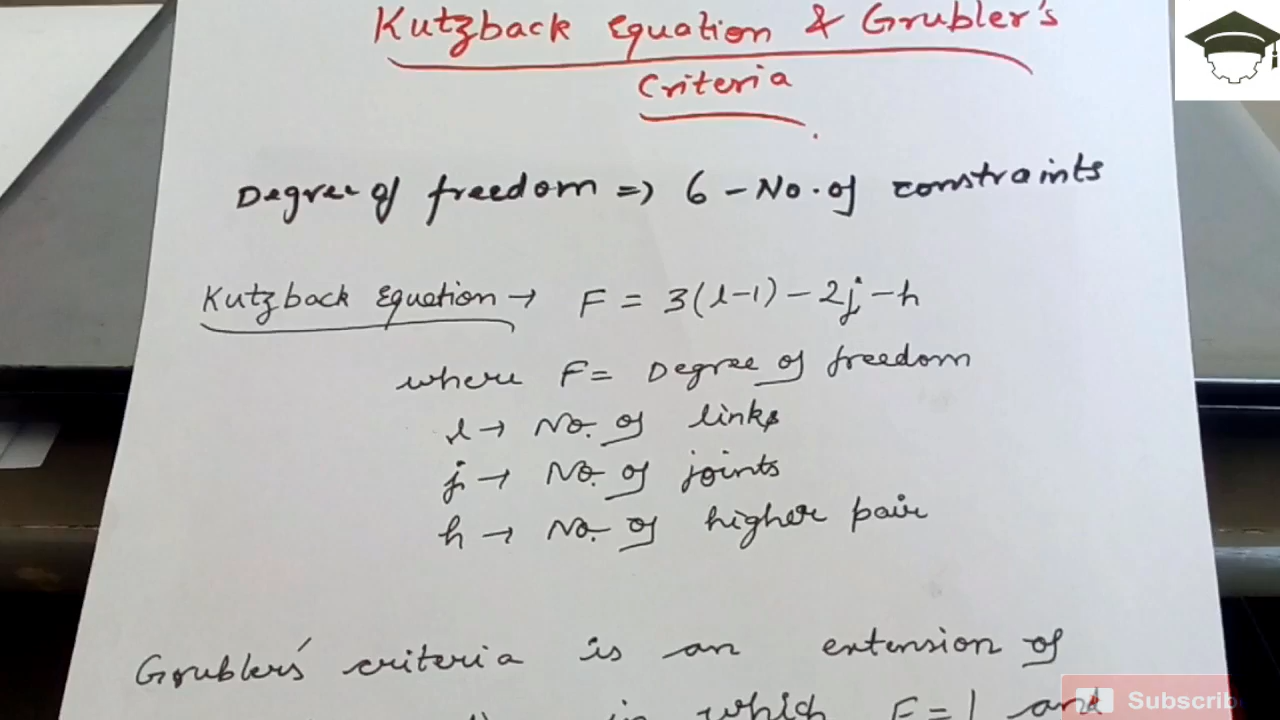 Kutzback Equation & Grubler's
Criteria
Degree of freedom => 6 - No. of constraints
Kutzback Equation → F = 3(l-1) - 2j - h
where F = Degree of freedom
l → No. of links
j → No. of joints
h → No. of higher pair
Grubler's criteria is an extension of
in which F = 1 and
Subscrib